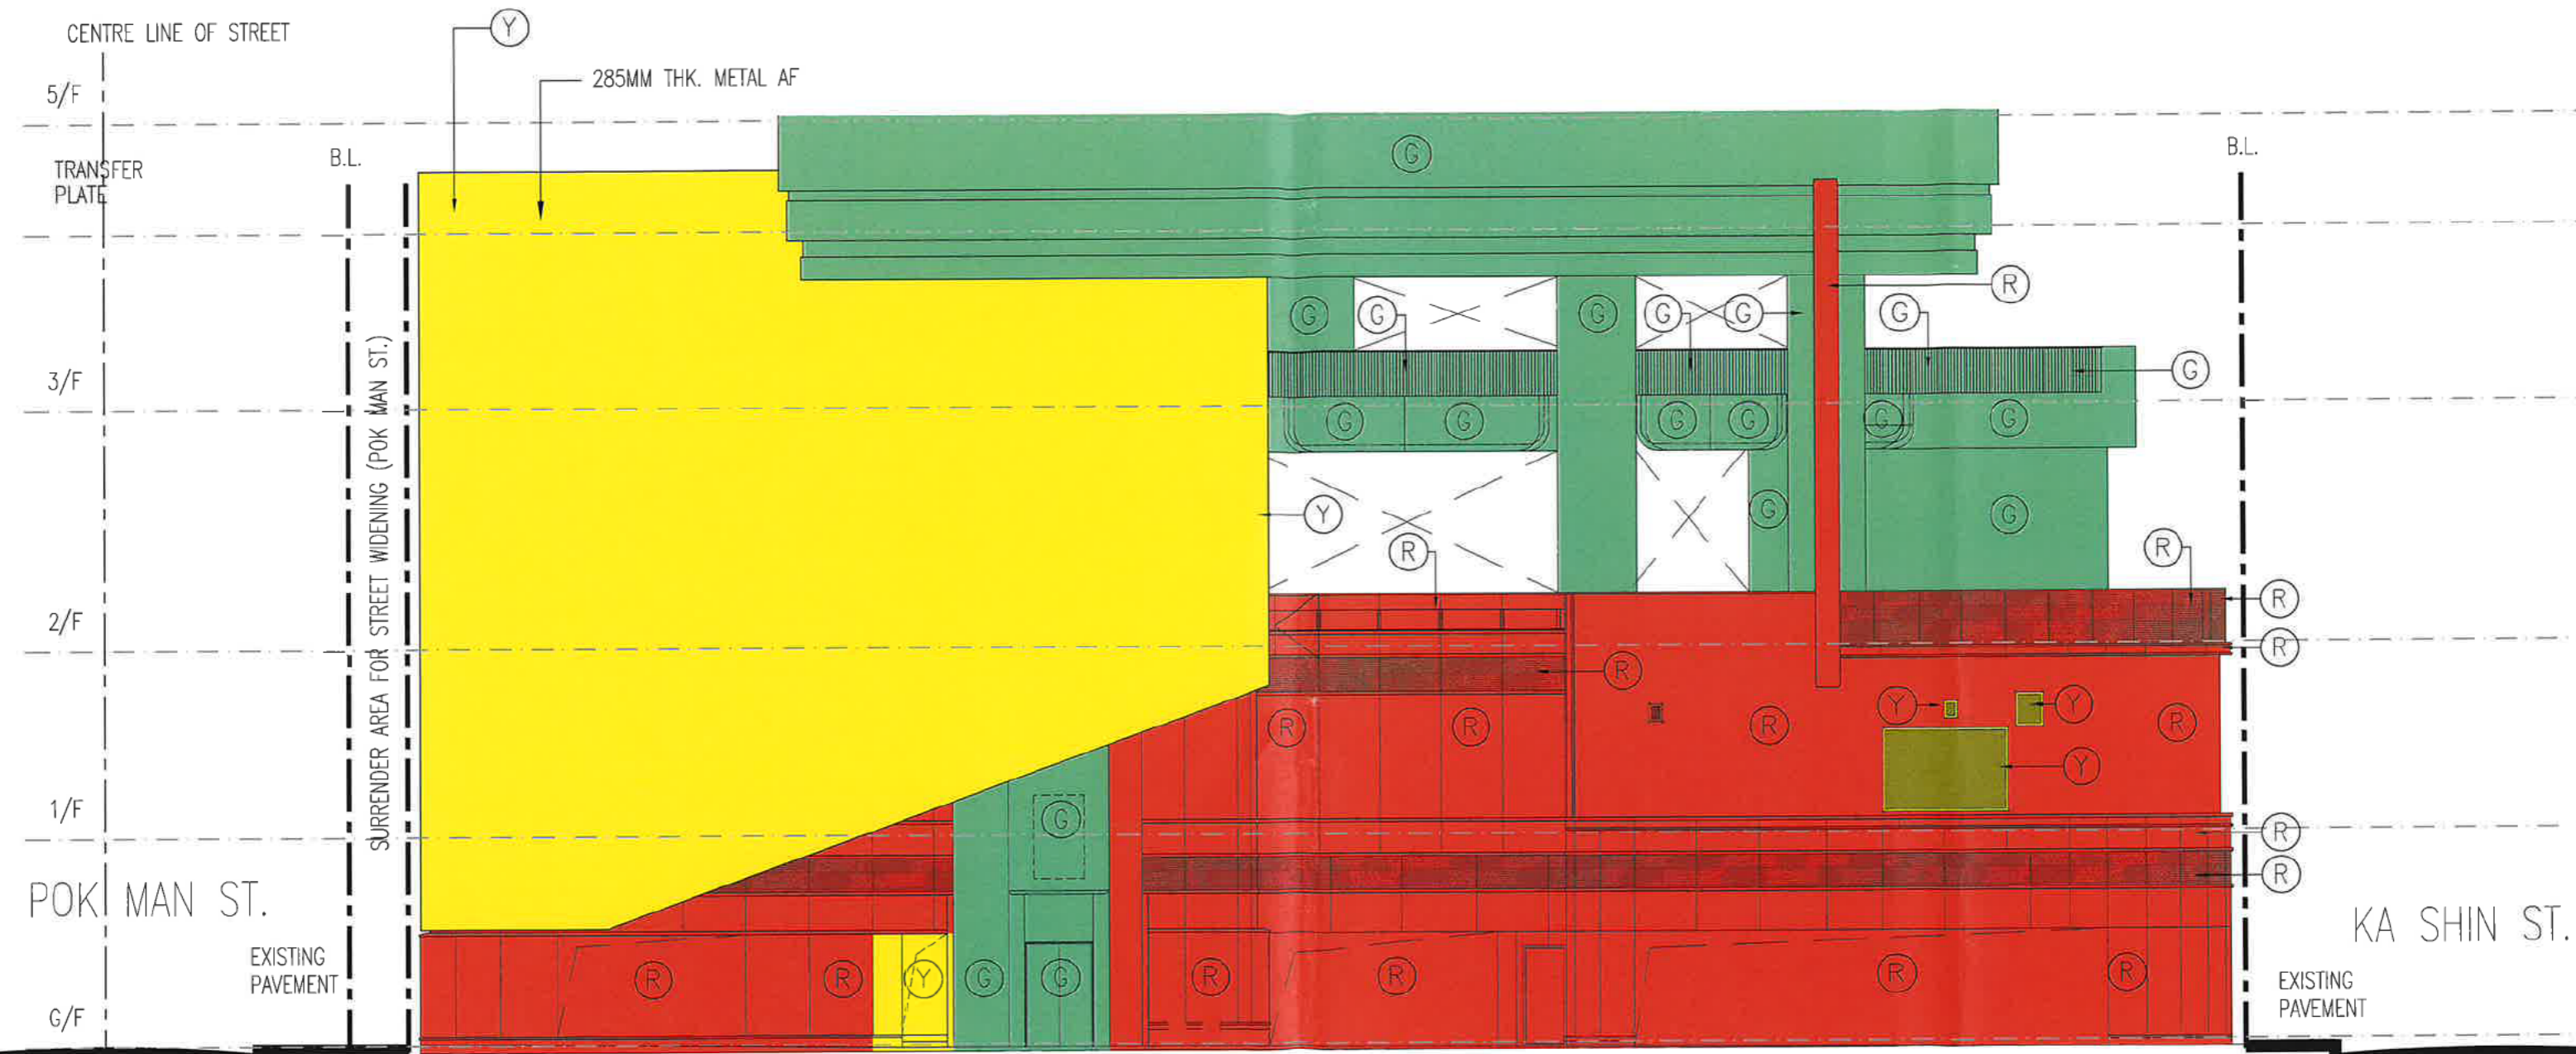 CENTRE LINE OF STREET
Y
285MM THK. METAL AF
5/F
G
B.L.
B.L.
TRANSFER
PLATE
R
G
G
G
G
G
G
3/F
G
G
G
G
G
G
G
SURRENDER AREA FOR STREET WIDENING (POK MAN ST.)
Y
G
G
R
R
2/F
R
R
R
Y
Y
R
R
R
R
Y
1/F
G
R
R
POK MAN ST.
KA SHIN ST.
EXISTING
PAVEMENT
R
R
Y
G
G
R
R
R
R
EXISTING
PAVEMENT
G/F